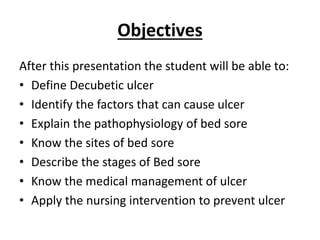 Objectives
After this presentation the student will be able to:
• Define Decubetic ulcer
• Identify the factors that can cause ulcer
• Explain the pathophysiology of bed sore
• Know the sites of bed sore
• Describe the stages of Bed sore
• Know the medical management of ulcer
• Apply the nursing intervention to prevent ulcer